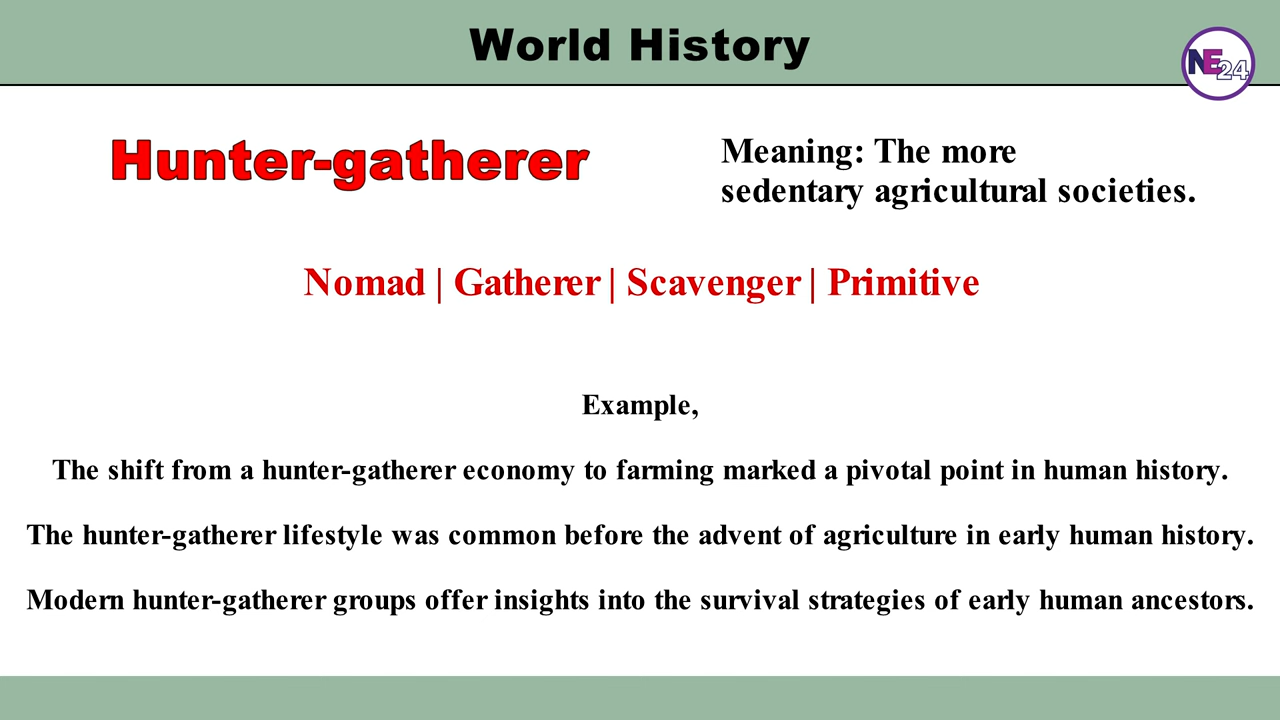 World History
NE24
Hunter-gatherer
Meaning: The more
sedentary agricultural societies.
Nomad | Gatherer | Scavenger | Primitive
Example,
The shift from a hunter-gatherer economy to farming marked a pivotal point in human history.
The hunter-gatherer lifestyle was common before the advent of agriculture in early human history.
Modern hunter-gatherer groups offer insights into the survival strategies of early human ancestors.